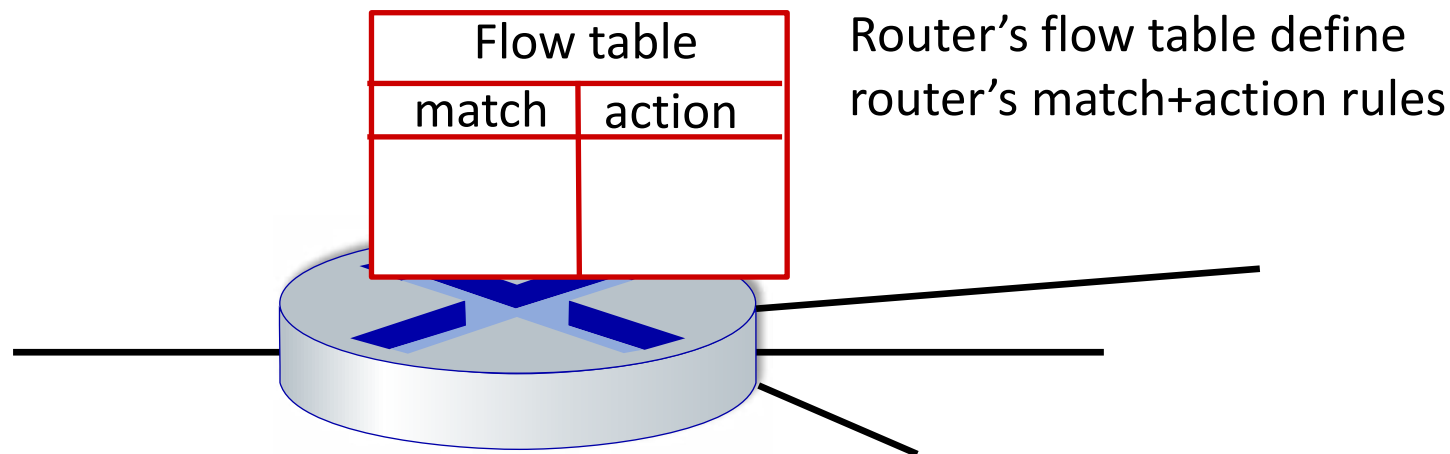 Flow table
match action
Router’s flow table define
router’s match+action rules